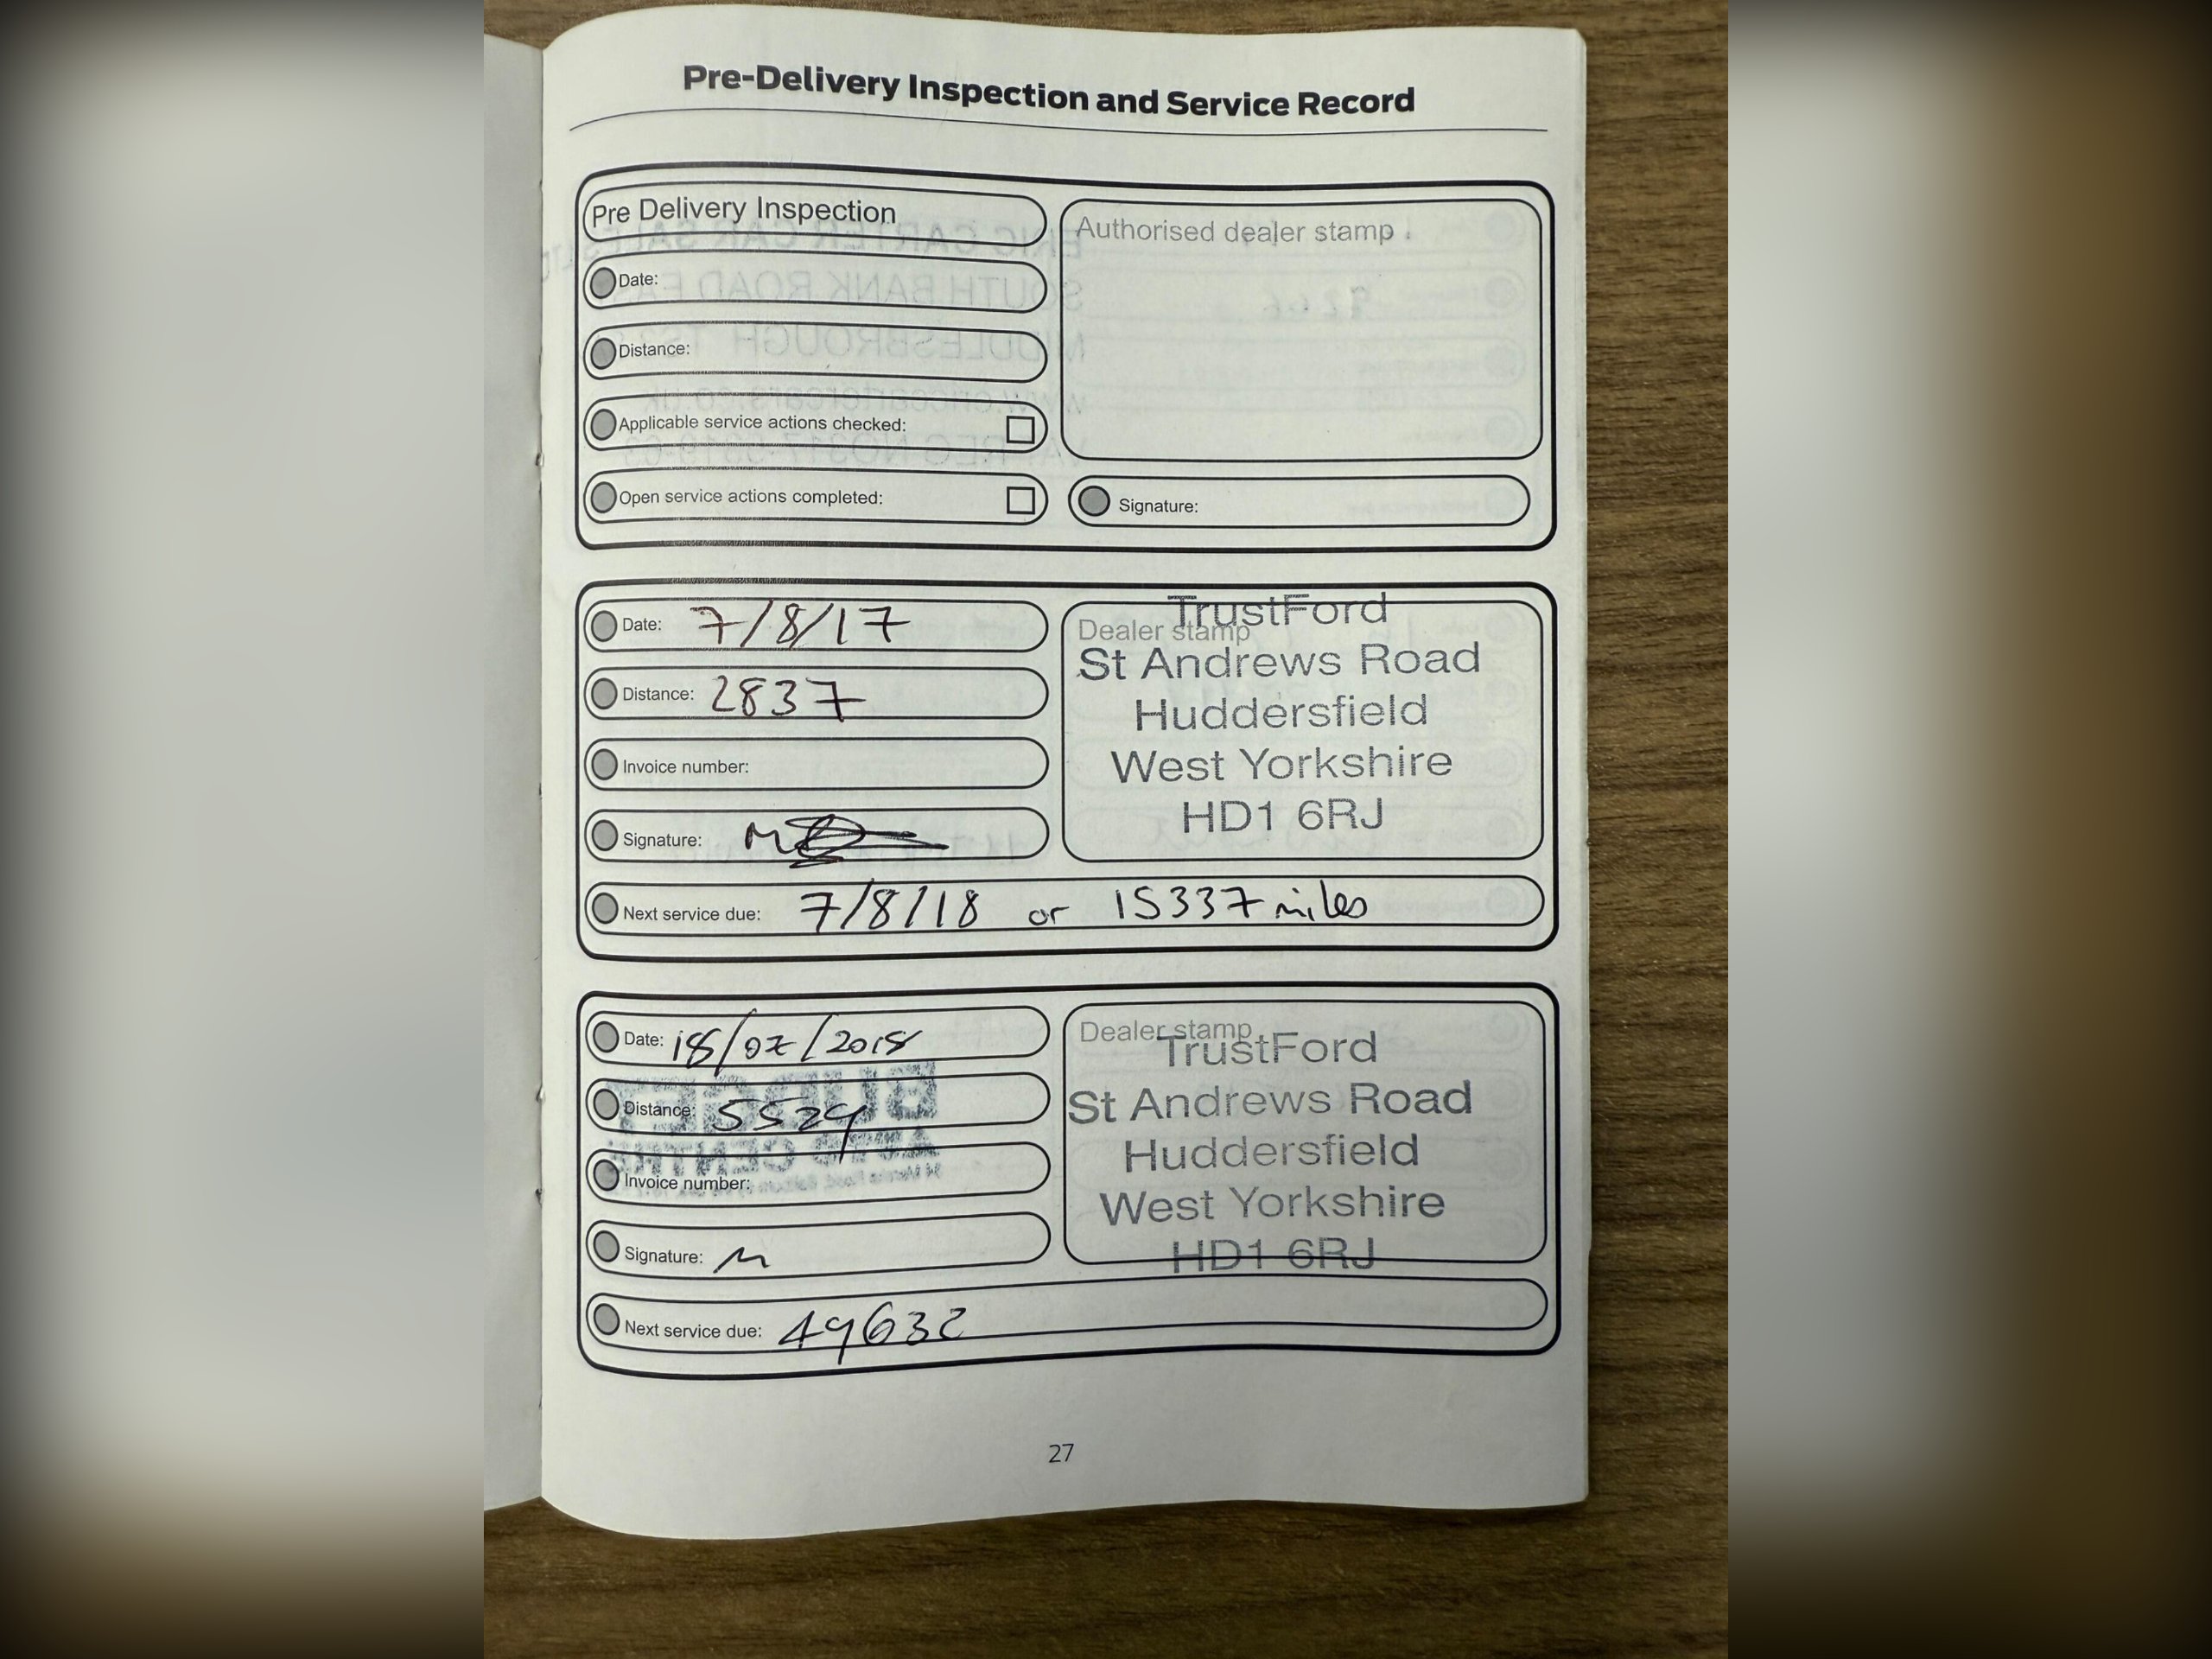 Pre-Delivery Inspection and Service Record
Pre Delivery Inspection
Date:
Distance:
Applicable service actions checked:
Open service actions completed:
Authorised dealer stamp
Signature:
Date: 7/8/17
Distance: 2837
Invoice number:
Signature:
Dealer stamp
TrustFord
St Andrews Road
Huddersfield
West Yorkshire
HD1 6RJ
Next service due: 7/8/18 or 15337 miles
Date: 18/07/2018
Distance: 5529
Invoice number:
Signature:
Dealer stamp
TrustFord
St Andrews Road
Huddersfield
West Yorkshire
HD1 6RJ
Next service due: 49632
27